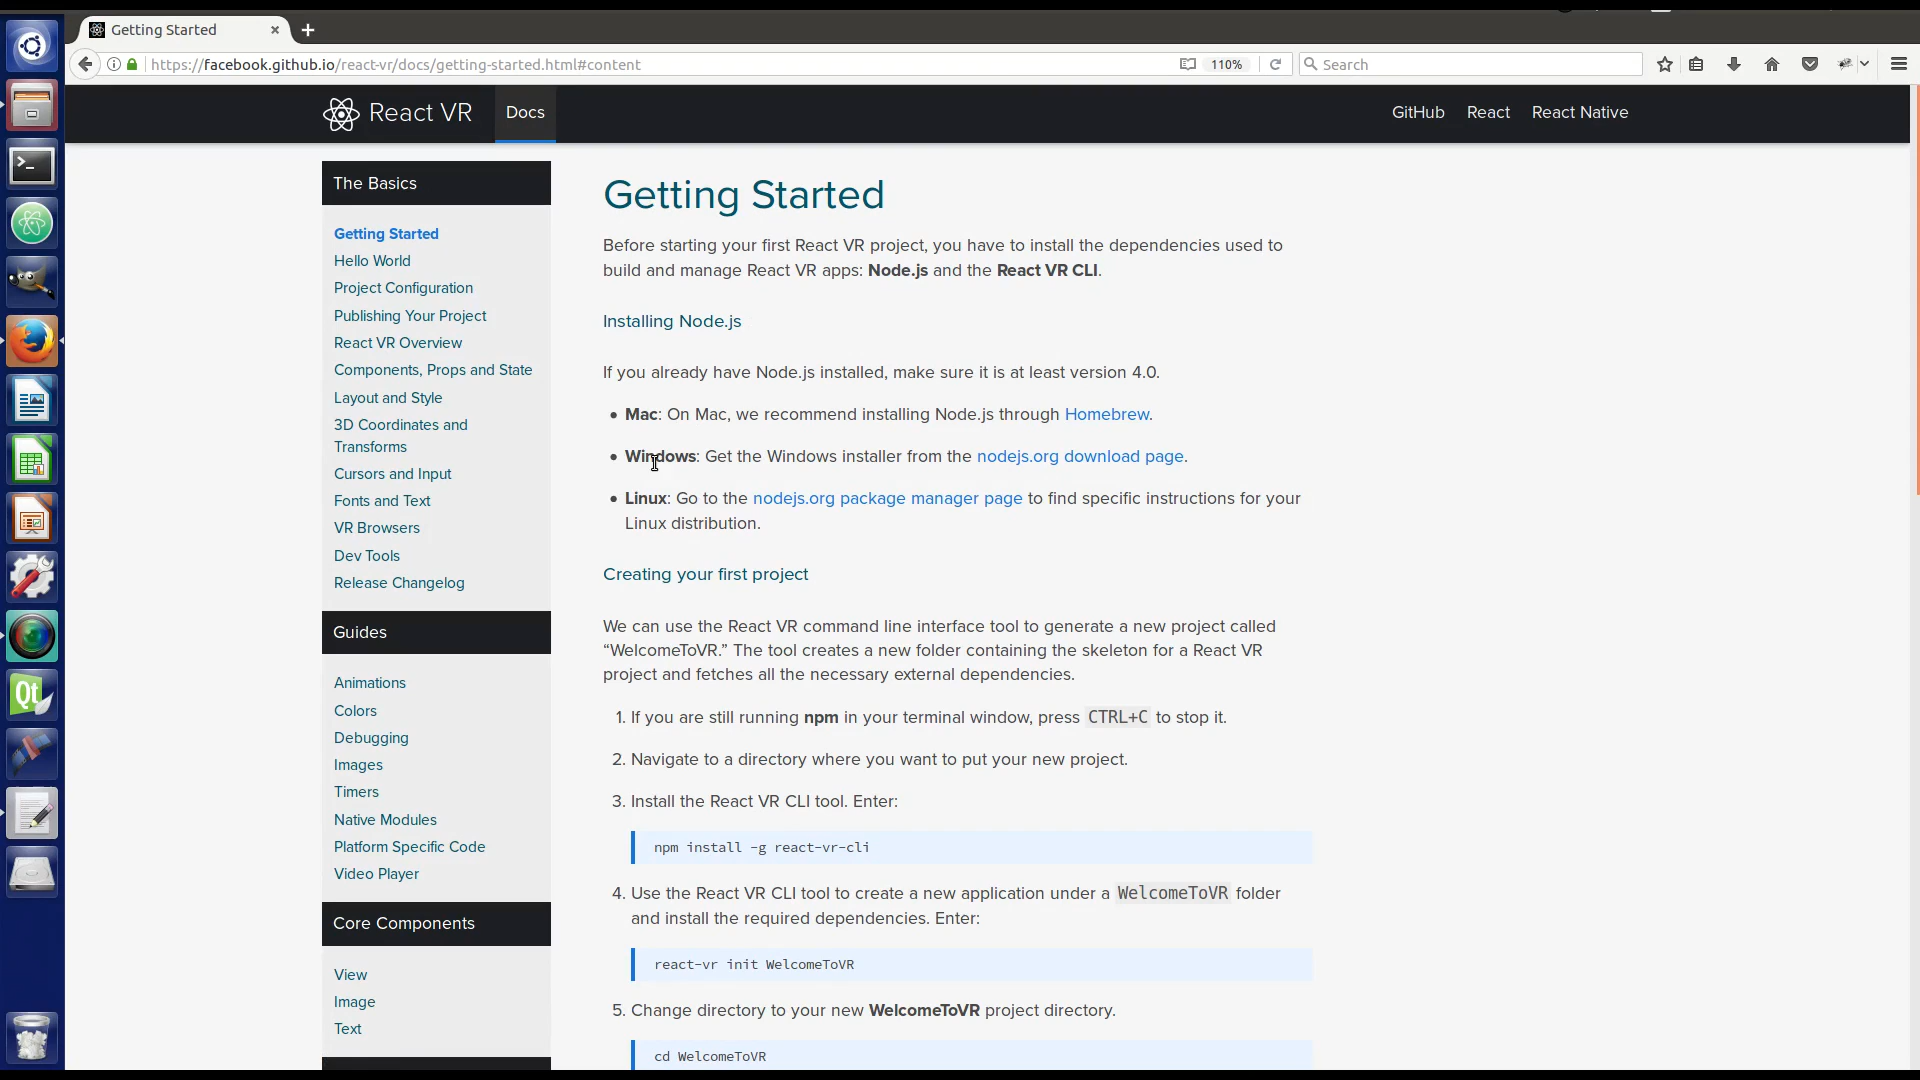 Getting Started
https://facebook.github.io/react-vr/docs/getting-started.html#content
110%
Search
React VR
Docs
GitHub
React
React Native
The Basics
Getting Started
Hello World
Project Configuration
Publishing Your Project
React VR Overview
Components, Props and State
Layout and Style
3D Coordinates and
Transforms
Cursors and Input
Fonts and Text
VR Browsers
Dev Tools
Release Changelog
Guides
Animations
Colors
Debugging
Images
Timers
Native Modules
Platform Specific Code
Video Player
Core Components
View
Image
Text
Getting Started
Before starting your first React VR project, you have to install the dependencies used to
build and manage React VR apps: Node.js and the React VR CLI.
Installing Node.js
If you already have Node.js installed, make sure it is at least version 4.0.
• Mac: On Mac, we recommend installing Node.js through Homebrew.
• Windows: Get the Windows installer from the nodejs.org download page.
• Linux: Go to the nodejs.org package manager page to find specific instructions for your
Linux distribution.
Creating your first project
We can use the React VR command line interface tool to generate a new project called
“WelcomeToVR.” The tool creates a new folder containing the skeleton for a React VR
project and fetches all the necessary external dependencies.
1. If you are still running npm in your terminal window, press CTRL+C to stop it.
2. Navigate to a directory where you want to put your new project.
3. Install the React VR CLI tool. Enter:
npm install -g react-vr-cli
4. Use the React VR CLI tool to create a new application under a WelcomeToVR folder
and install the required dependencies. Enter:
react-vr init WelcomeToVR
5. Change directory to your new WelcomeToVR project directory.
cd WelcomeToVR
Qt